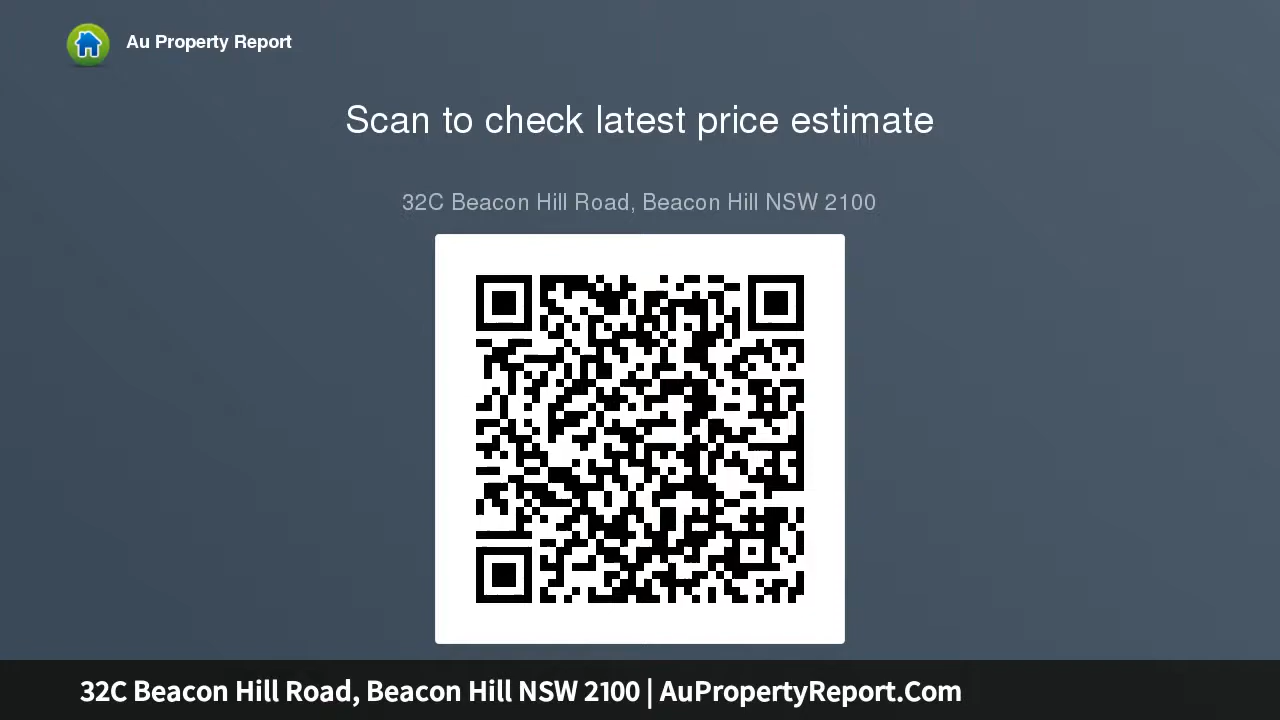 Au Property Report
Scan to check latest price estimate
32C Beacon Hill Road, Beacon Hill NSW 2100
32C Beacon Hill Road, Beacon Hill NSW 2100 | AuPropertyReport.Com